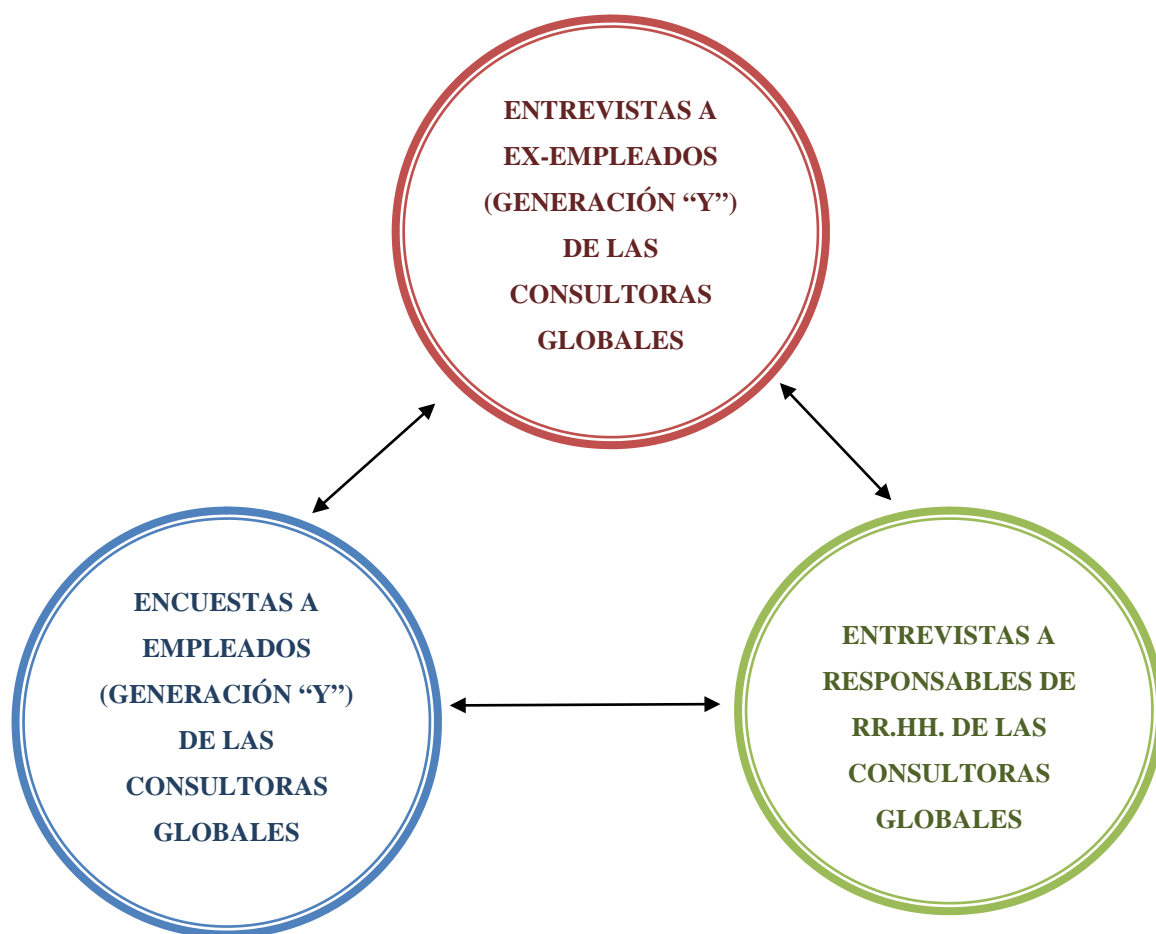 ENTREVISTAS A
EX-EMPLEADOS
(GENERACIÓN “Y”)
DE LAS
CONSULTORAS
GLOBALES
ENCUESTAS A
EMPLEADOS
(GENERACIÓN “Y”)
DE LAS
CONSULTORAS
GLOBALES
ENTREVISTAS A
RESPONSABLES DE
RR.HH. DE LAS
CONSULTORAS
GLOBALES